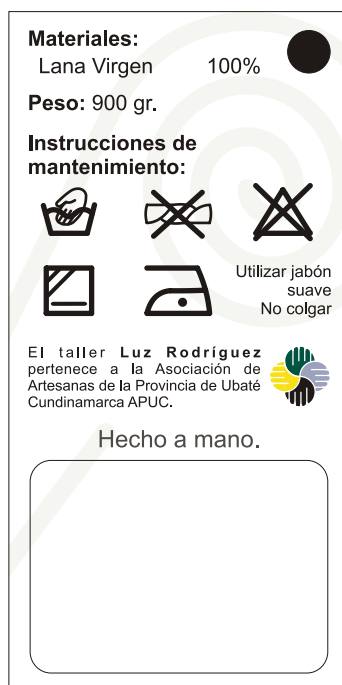 Materiales:
Lana Virgen 100%
Peso: 900 gr.
Instrucciones de
mantenimiento:
Utilizar jabón
suave
No colgar
El taller Luz Rodríguez
pertenece a la Asociación de
Artesanas de la Provincia de Ubaté
Cundinamarca APUC.
Hecho a mano.